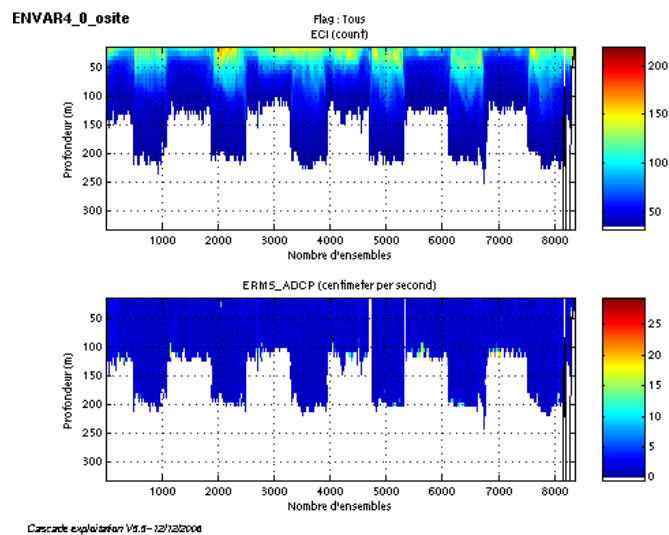 ENVAR4_0_osite
Flag : Tous
ECI (count)
50
100
150
200
250
300
Profondeur (m)
1000 2000 3000 4000 5000 6000 7000 8000
Nombre d'ensembles
200
150
100
50
ERMS_ADCP (centimeter per second)
50
100
150
200
250
300
Profondeur (m)
1000 2000 3000 4000 5000 6000 7000 8000
Nombre d'ensembles
25
20
15
10
5
0
Cascade exploitation V5.5 - 12/12/2006